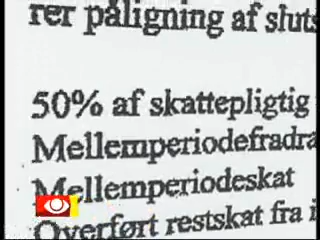 rer påligning af sluts
50% af skattepligtig
Mellemperiodefradra
Mellemperiodeskat
Overført restskat fra i